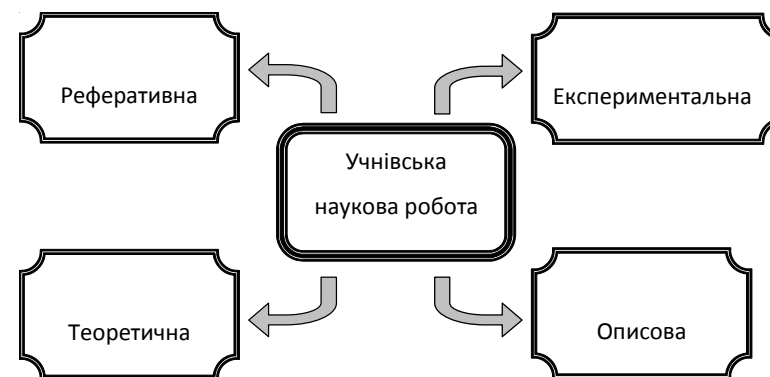 Реферативна
Експериментальна
Учнівська
наукова робота
Теоретична
Описова